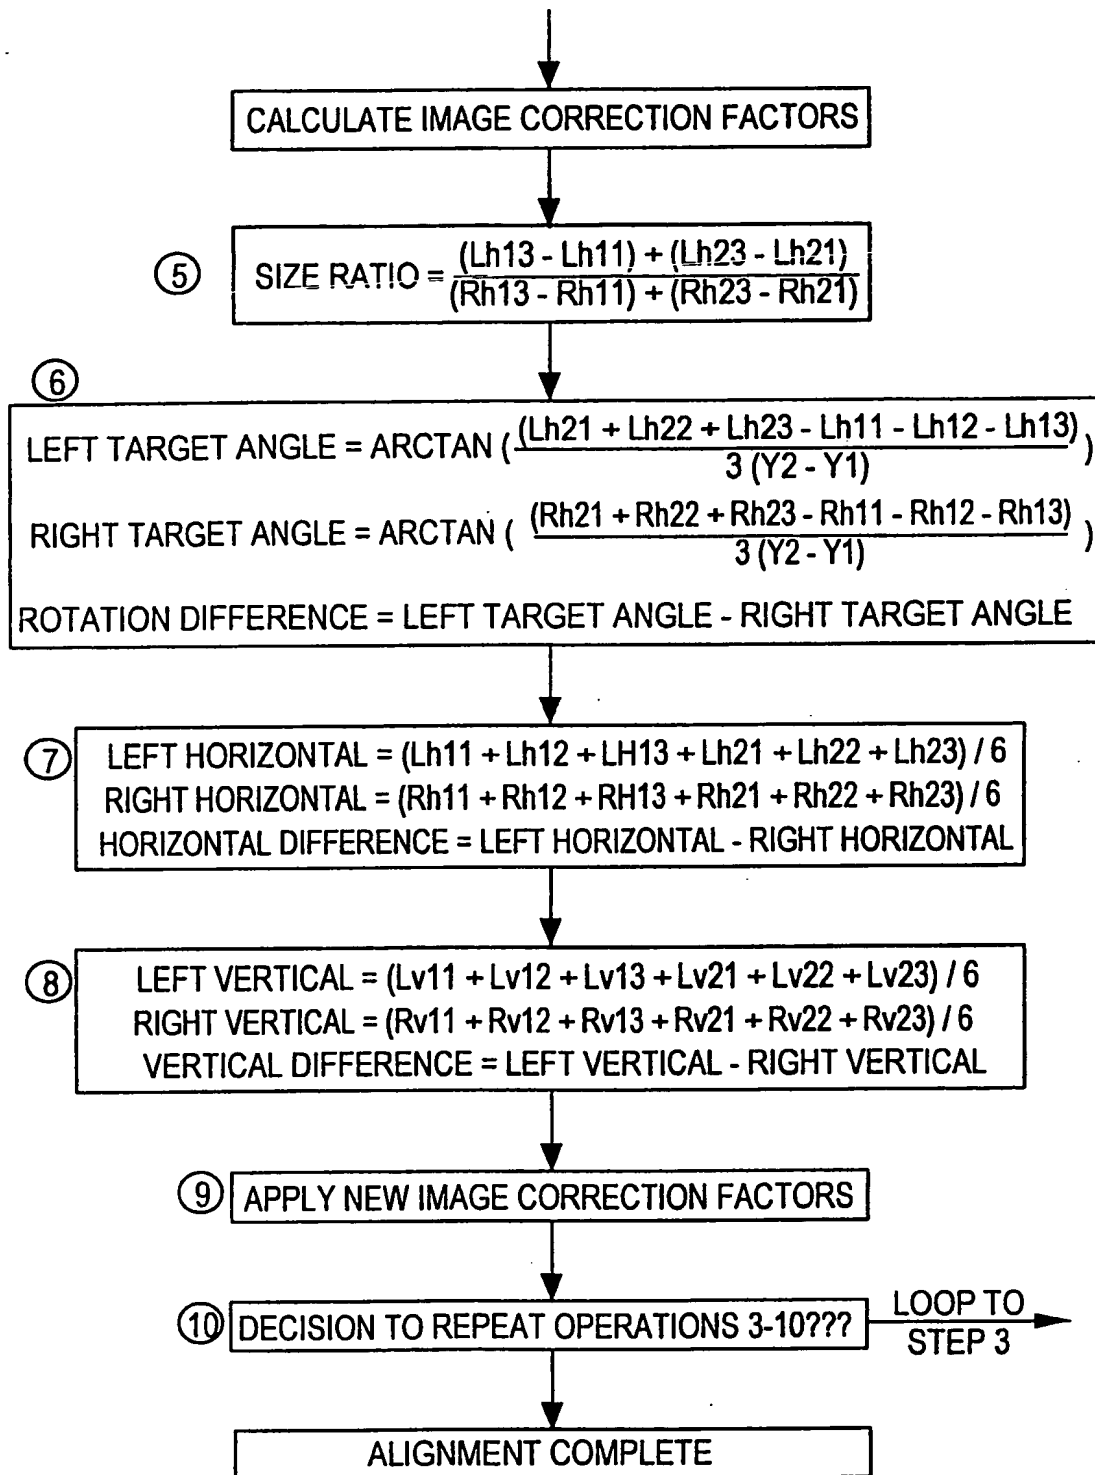 CALCULATE IMAGE CORRECTION FACTORS
5
SIZE RATIO = (Lh13 - Lh11) + (Lh23 - Lh21)
(Rh13 - Rh11) + (Rh23 - Rh21)
6
LEFT TARGET ANGLE = ARCTAN ( (Lh21 + Lh22 + Lh23 - Lh11 - Lh12 - Lh13) )
3 (Y2 - Y1)
RIGHT TARGET ANGLE = ARCTAN ( (Rh21 + Rh22 + Rh23 - Rh11 - Rh12 - Rh13) )
3 (Y2 - Y1)
ROTATION DIFFERENCE = LEFT TARGET ANGLE - RIGHT TARGET ANGLE
7
LEFT HORIZONTAL = (Lh11 + Lh12 + LH13 + Lh21 + Lh22 + Lh23) / 6
RIGHT HORIZONTAL = (Rh11 + Rh12 + RH13 + Rh21 + Rh22 + Rh23) / 6
HORIZONTAL DIFFERENCE = LEFT HORIZONTAL - RIGHT HORIZONTAL
8
LEFT VERTICAL = (Lv11 + Lv12 + Lv13 + Lv21 + Lv22 + Lv23) / 6
RIGHT VERTICAL = (Rv11 + Rv12 + Rv13 + Rv21 + Rv22 + Rv23) / 6
VERTICAL DIFFERENCE = LEFT VERTICAL - RIGHT VERTICAL
9
APPLY NEW IMAGE CORRECTION FACTORS
10
DECISION TO REPEAT OPERATIONS 3-10???
LOOP TO
STEP 3
ALIGNMENT COMPLETE